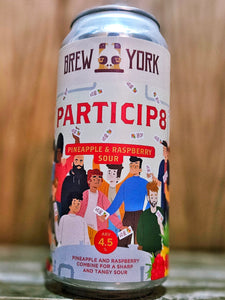 BREW YORK
PARTICIP8
PINEAPPLE & RASPBERRY
SOUR
ABV
4.5
%
PINEAPPLE AND RASPBERRY
COMBINE FOR A SHARP
AND TANGY SOUR